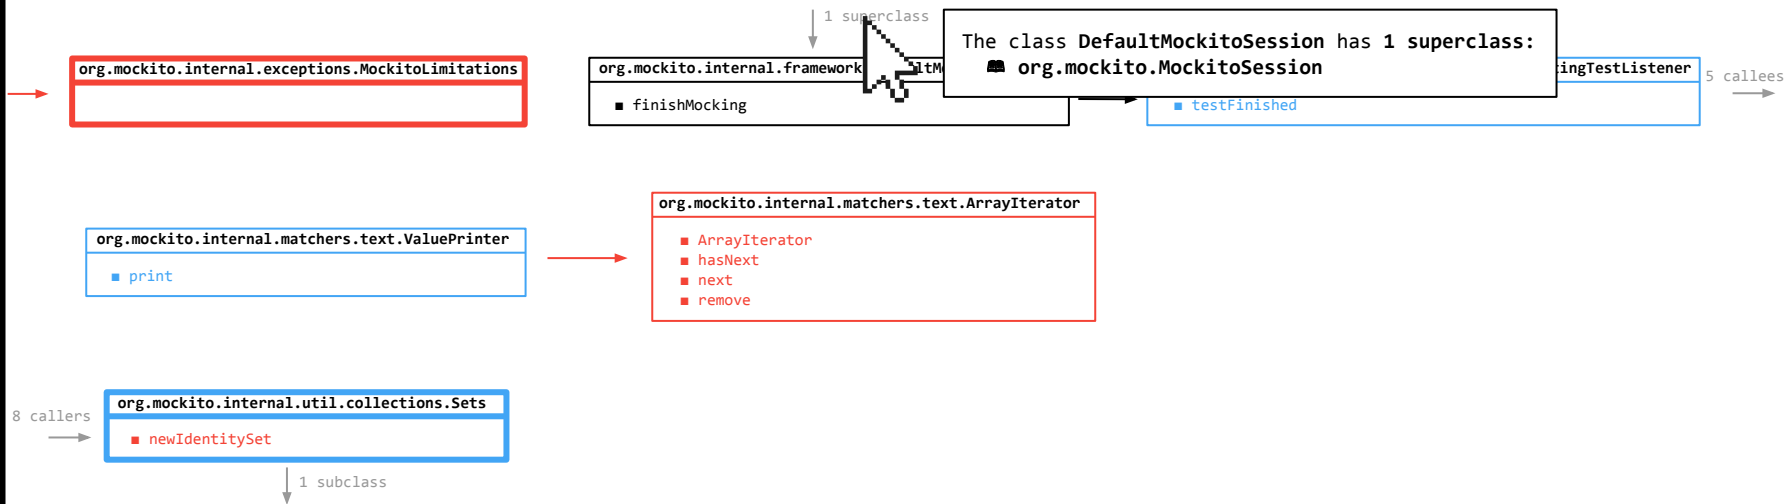 1 superclass
The class DefaultMockitoSession has 1 superclass:
org.mockito.MockitoSession
org.mockito.internal.exceptions.MockitoLimitations
org.mockito.internal.framework
ingTestListener
5 callees
finishMocking
testFinished
org.mockito.internal.matchers.text.ArrayIterator
org.mockito.internal.matchers.text.ValuePrinter
ArrayIterator
hasNext
print
next
remove
org.mockito.internal.util.collections.Sets
8 callers
newIdentitySet
1 subclass